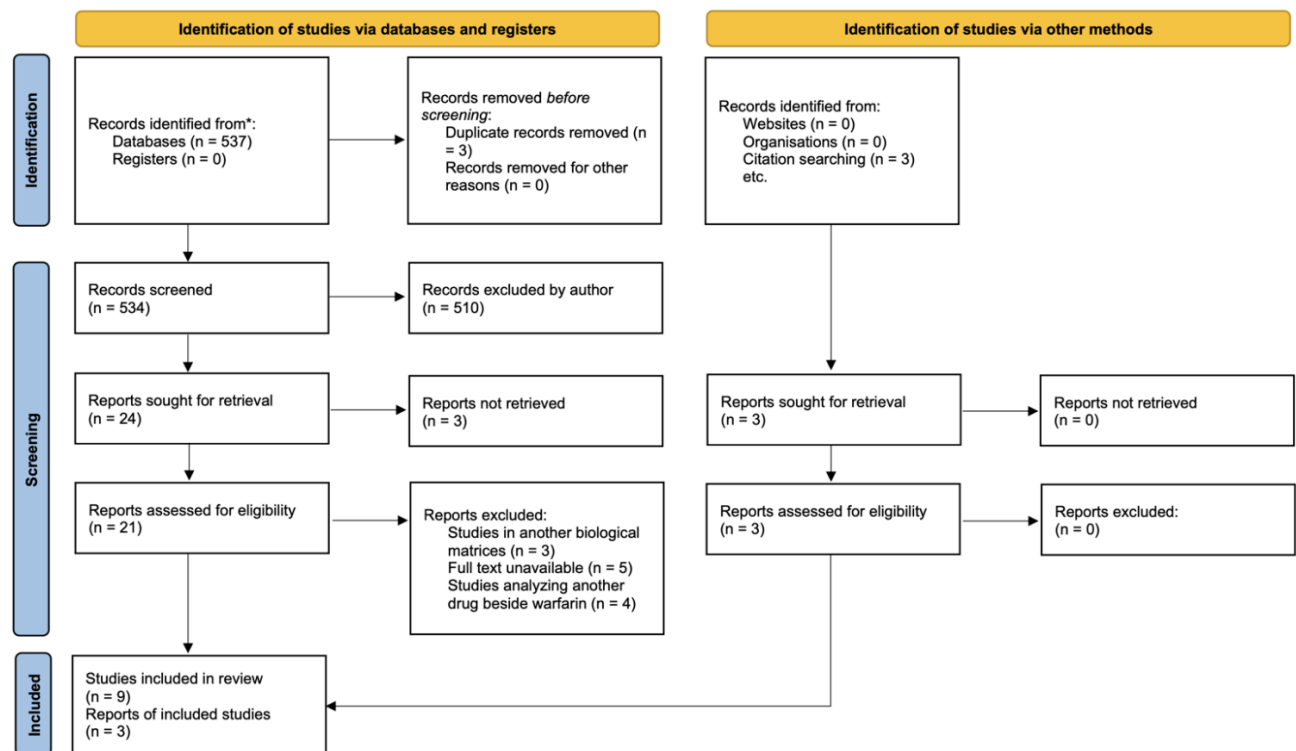 Identification of studies via databases and registers
Identification of studies via other methods
Identification
Records identified from*:
Databases (n = 537)
Registers (n = 0)
Records removed before
screening:
Duplicate records removed (n
= 3)
Records removed for other
reasons (n = 0)
Records identified from:
Websites (n = 0)
Organisations (n = 0)
Citation searching (n = 3)
etc.
Screening
Records screened
(n = 534)
Records excluded by author
(n = 510)
Reports sought for retrieval
(n = 24)
Reports not retrieved
(n = 3)
Reports sought for retrieval
(n = 3)
Reports not retrieved
(n = 0)
Reports assessed for eligibility
(n = 21)
Reports excluded:
Studies in another biological
matrices (n = 3)
Full text unavailable (n = 5)
Studies analyzing another
drug beside warfarin (n = 4)
Reports assessed for eligibility
(n = 3)
Reports excluded:
(n = 0)
Included
Studies included in review
(n = 9)
Reports of included studies
(n = 3)